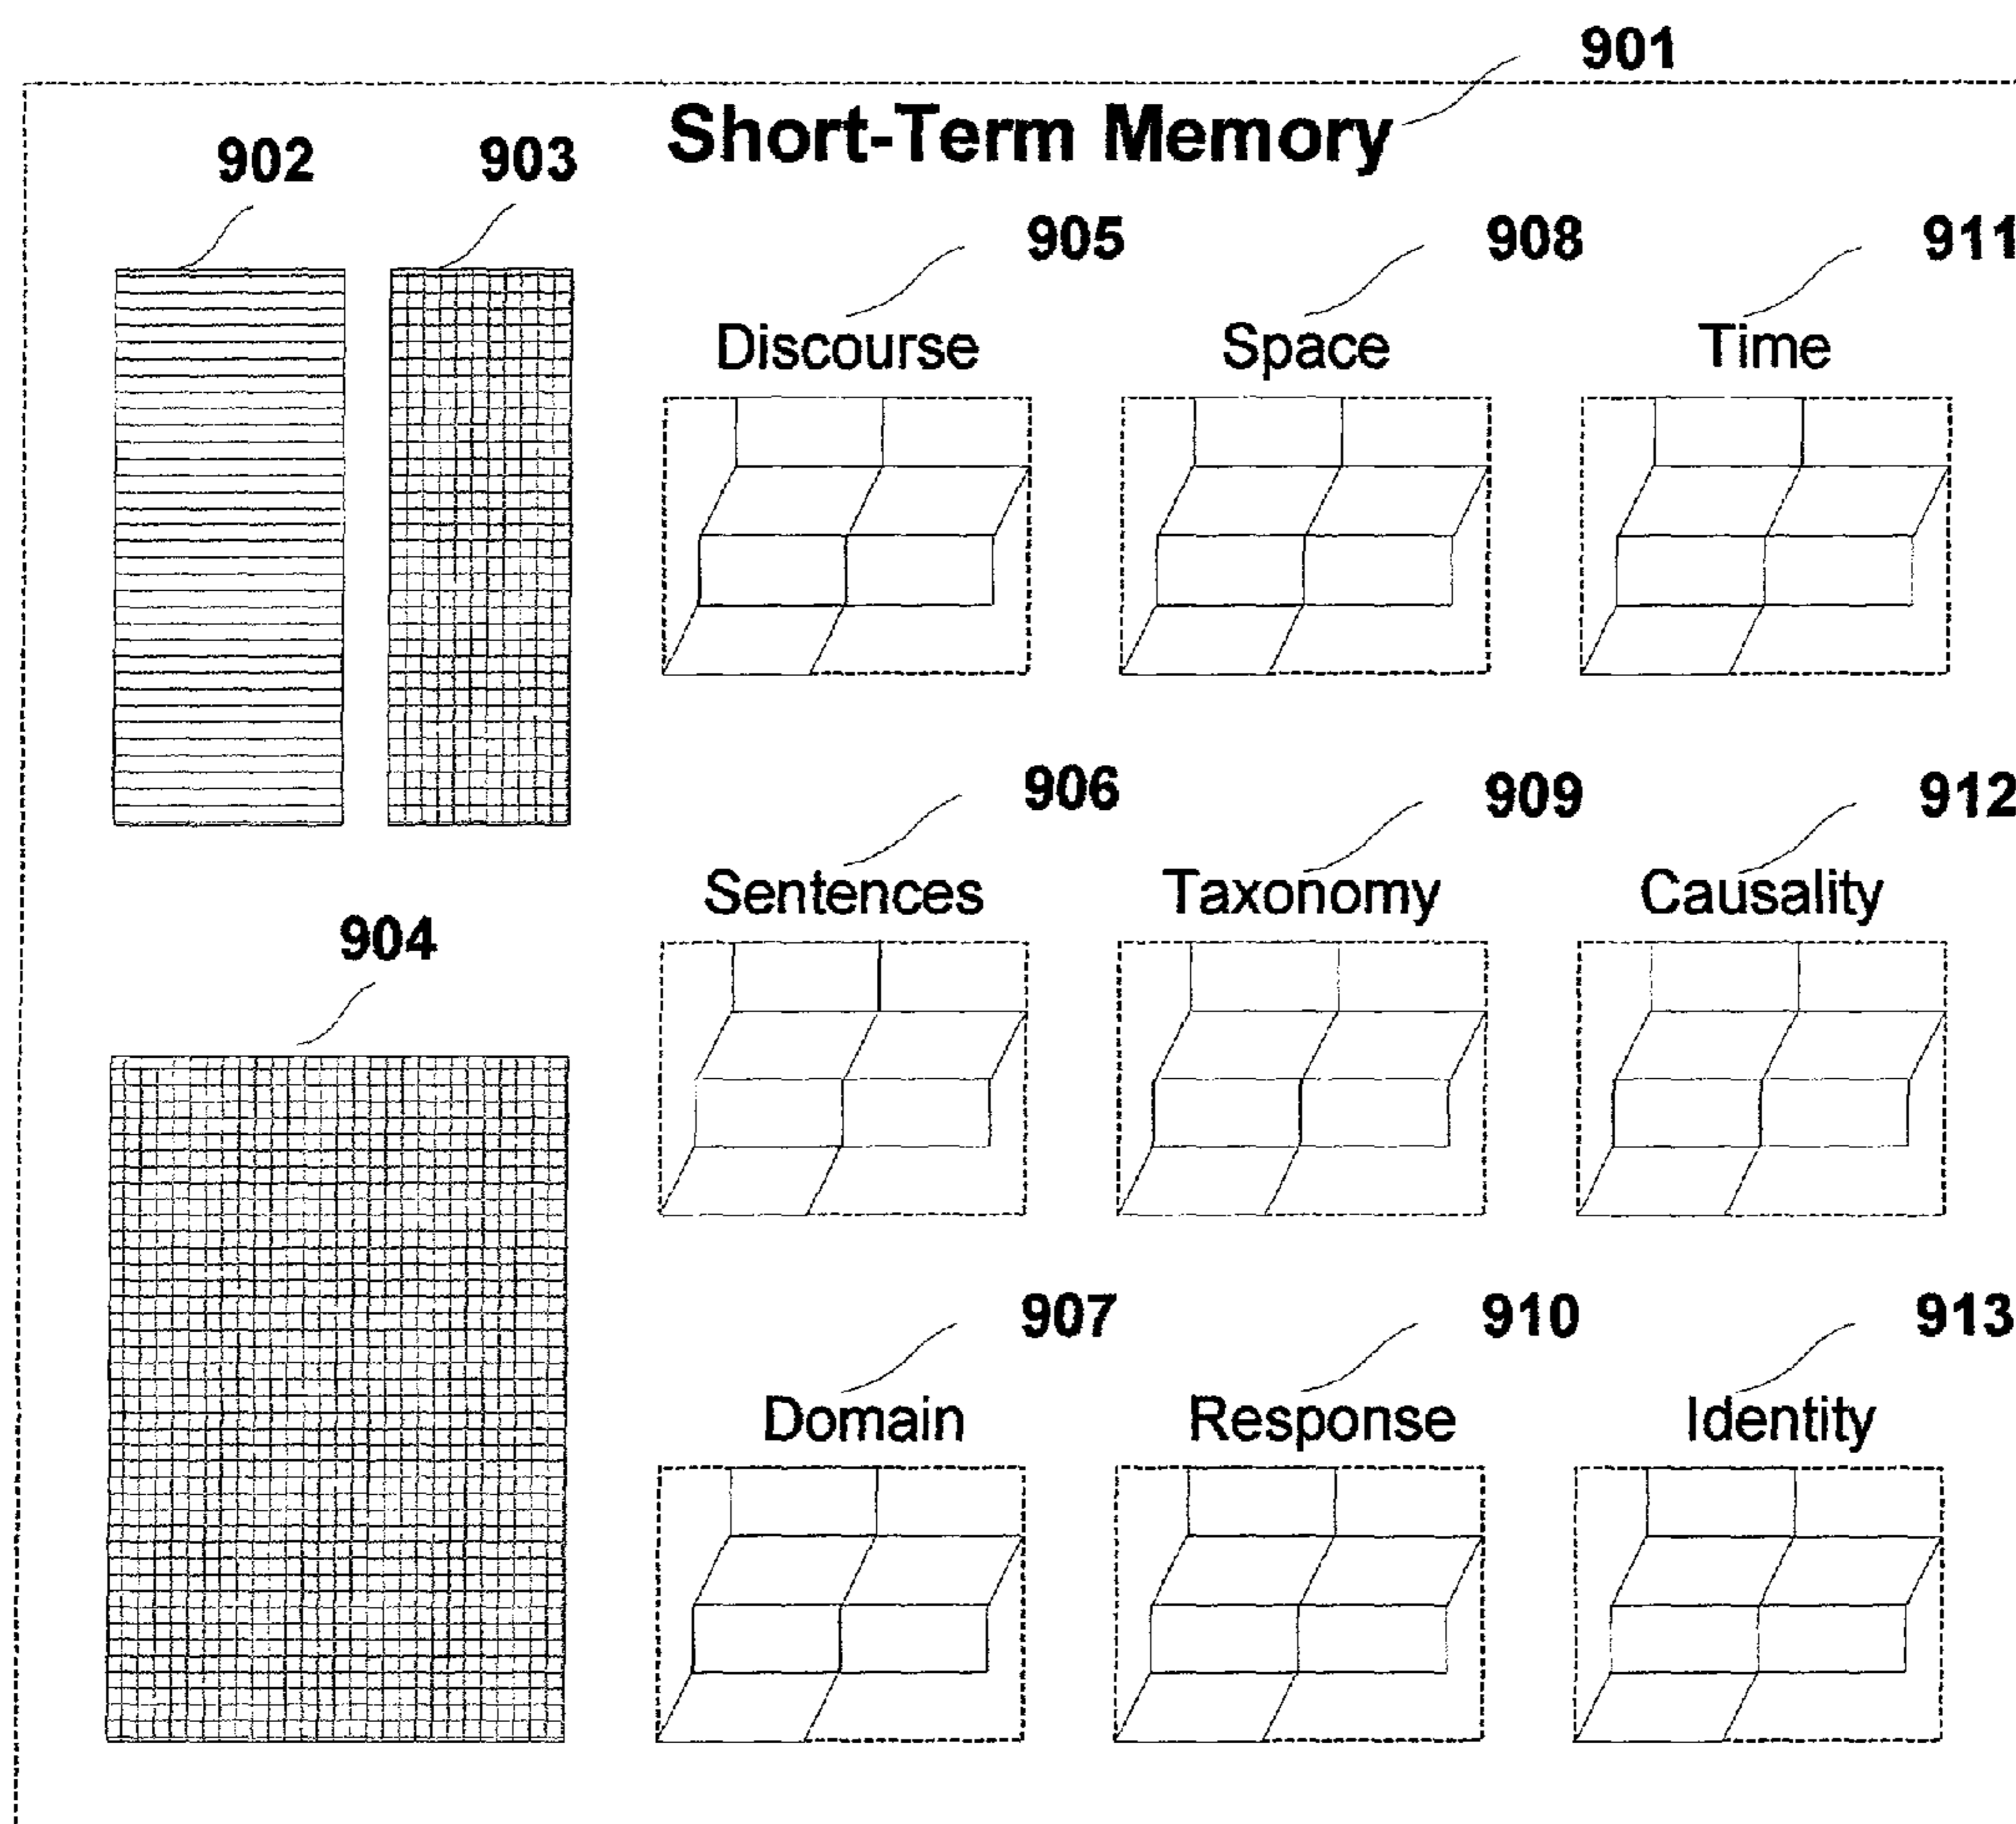 901
Short-Term Memory
902 903
905 908 911
Discourse Space Time
906 909 912
Sentences Taxonomy Causality
904
907 910 913
Domain Response Identity